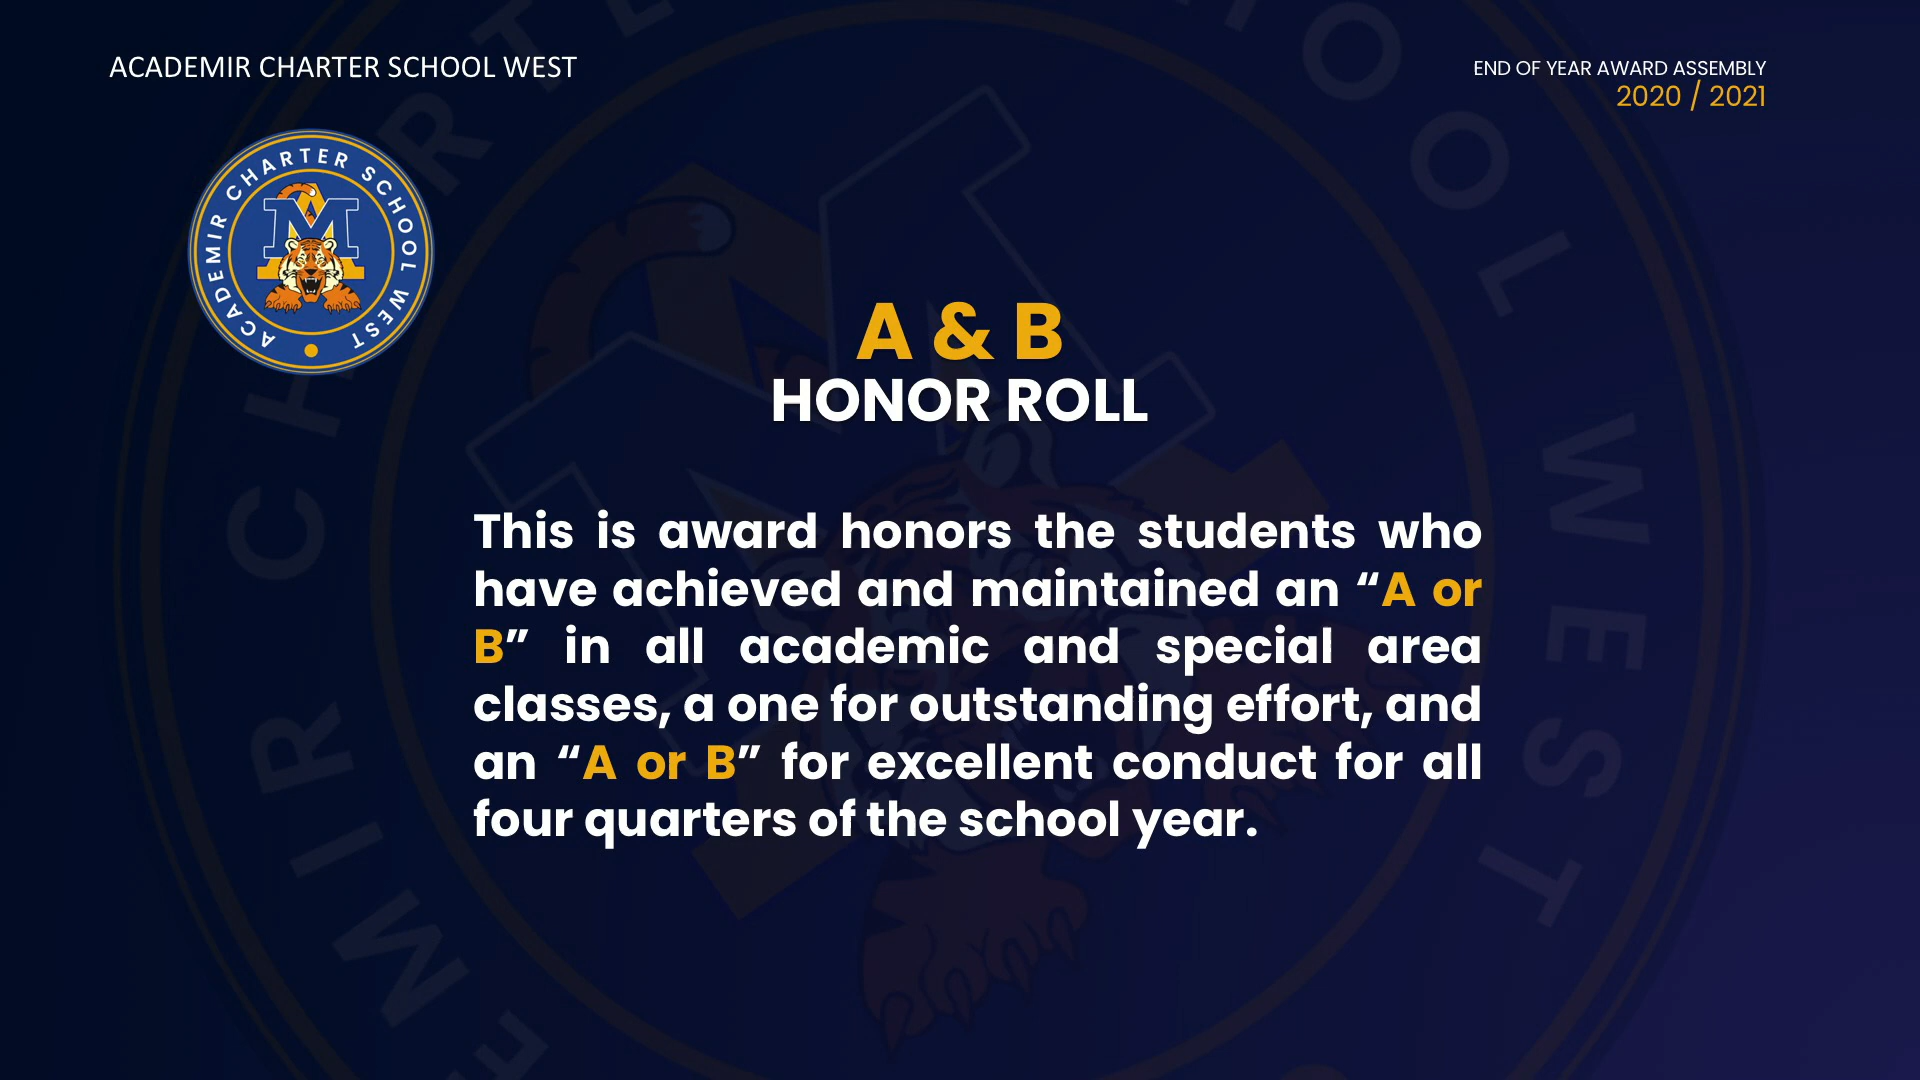 ACADEMIR CHARTER SCHOOL WEST
END OF YEAR AWARD ASSEMBLY
2020 / 2021
ACADEMIR CHARTER SCHOOL WEST
M
A & B
HONOR ROLL
This is award honors the students who
have achieved and maintained an “A or
B” in all academic and special area
classes, a one for outstanding effort, and
an “A or B” for excellent conduct for all
four quarters of the school year.